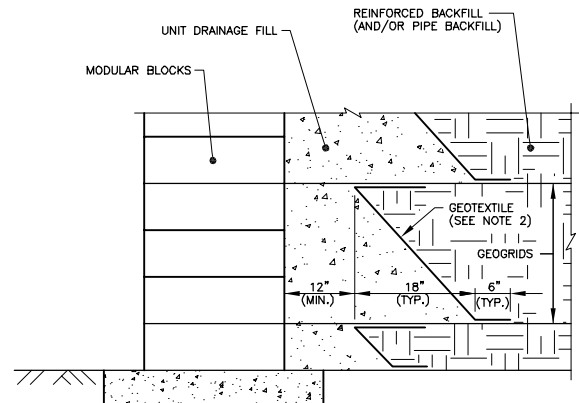 REINFORCED BACKFILL
(AND/OR PIPE BACKFILL)
UNIT DRAINAGE FILL
MODULAR BLOCKS
GEOTEXTILE
(SEE NOTE 2)
GEOGRIDS
12"
(MIN.)
18"
(TYP.)
6"
(TYP.)